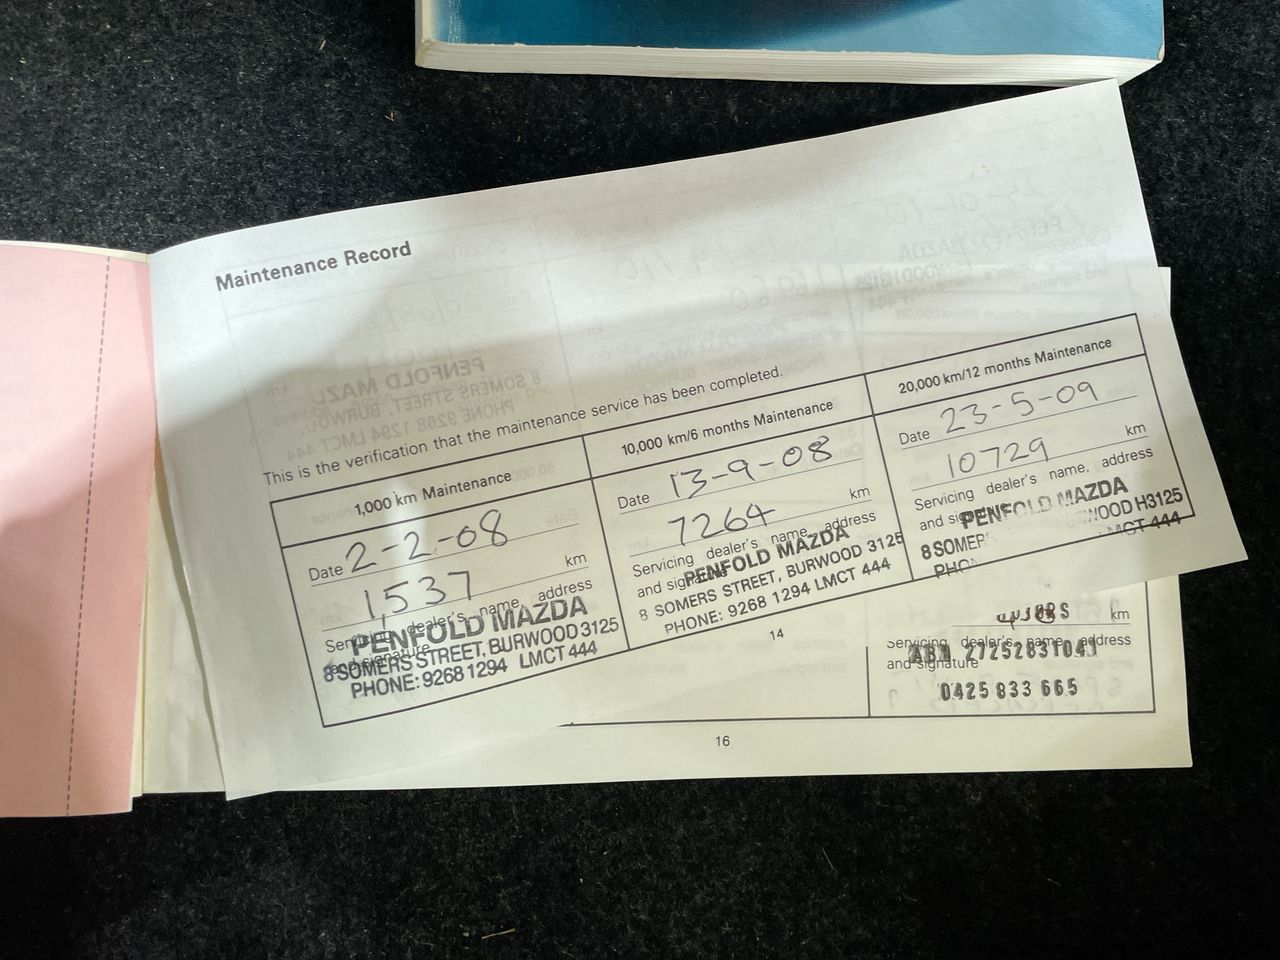 Maintenance Record
This is the verification that the maintenance service has been completed.
1,000 km Maintenance
Date 2-2-08
1,537 km
Servicing dealer's name, address
and signature
PENFOLD MAZDA
8 SOMERS STREET, BURWOOD 3125
PHONE: 9268 1294 LMCT 444
10,000 km/6 months Maintenance
Date 13-9-08
7264 km
Servicing dealer's name, address
and signature
PENFOLD MAZDA
8 SOMERS STREET, BURWOOD 3125
PHONE: 9268 1294 LMCT 444
20,000 km/12 months Maintenance
Date 23-5-09
10729 km
Servicing dealer's name, address
and
PENFOLD MAZDA
8 SOMERS WOOD H3125
LMCT 444
14
km
Servicing dealer's name, address
and signature
ABN 27252831041
0425 833 665
16